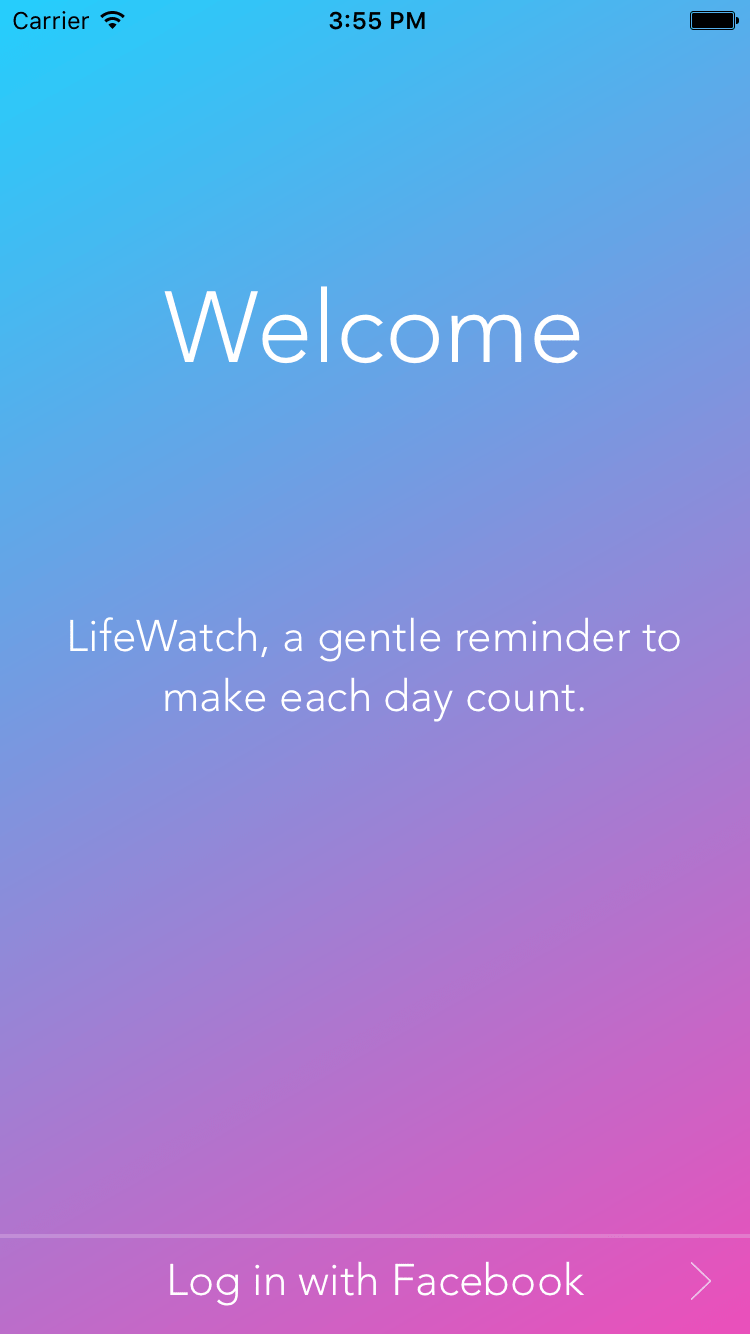 Carrier 3:55 PM
Welcome
LifeWatch, a gentle reminder to
make each day count.
Log in with Facebook